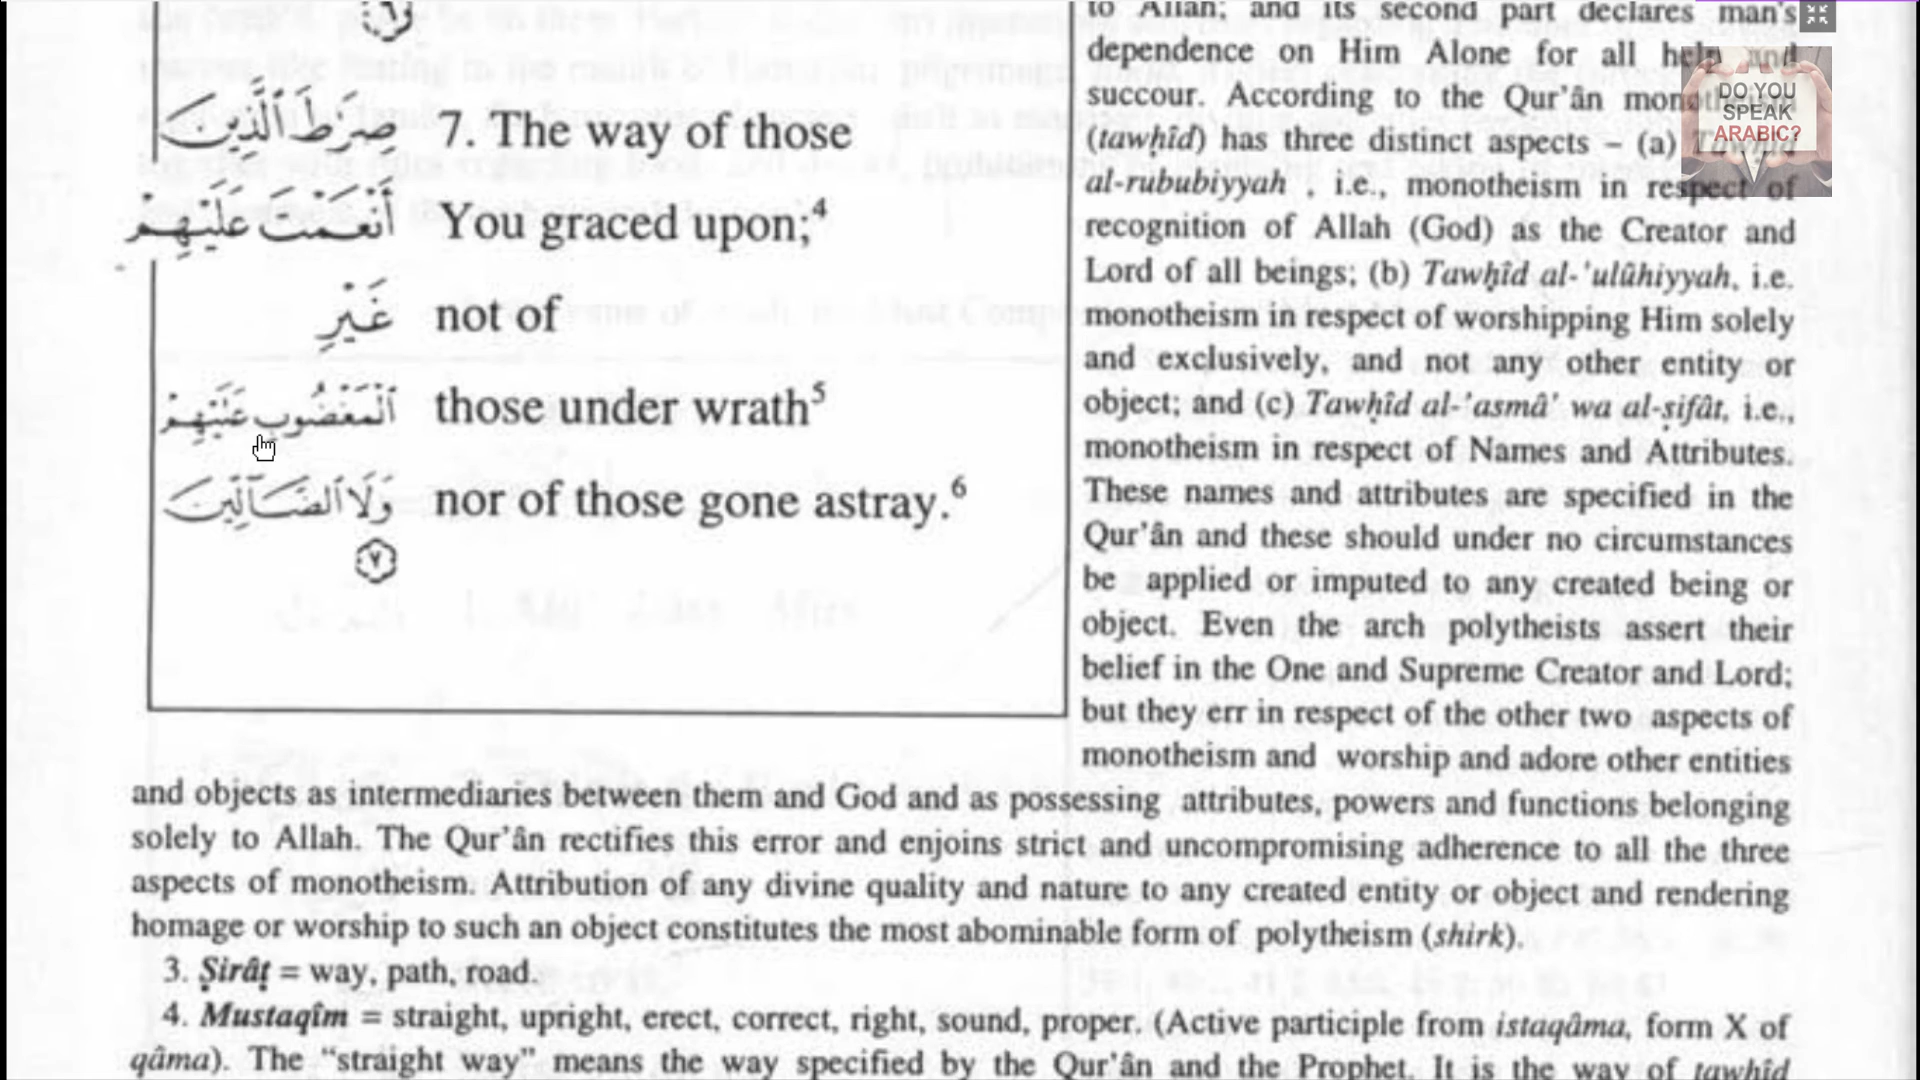 صِرَٰطَ ٱلَّذِينَ 7. The way of those
أَنْعَمْتَ عَلَيْهِمْ You graced upon;4
غَيْرِ not of
ٱلْمَغْضُوبِ عَلَيْهِمْ those under wrath5
وَلَا ٱلضَّآلِّينَ nor of those gone astray.6
٧
to Allah; and its second part declares man's
dependence on Him Alone for all help and
succour. According to the Qur'ân monotheism
(tawḥîd) has three distinct aspects – (a) Tawḥîd
al-rububiyyah , i.e., monotheism in respect of
recognition of Allah (God) as the Creator and
Lord of all beings; (b) Tawḥîd al-'ulûhiyyah, i.e.
monotheism in respect of worshipping Him solely
and exclusively, and not any other entity or
object; and (c) Tawḥîd al-'asmâ' wa al-ṣifât, i.e.,
monotheism in respect of Names and Attributes.
These names and attributes are specified in the
Qur'ân and these should under no circumstances
be applied or imputed to any created being or
object. Even the arch polytheists assert their
belief in the One and Supreme Creator and Lord;
but they err in respect of the other two aspects of
monotheism and worship and adore other entities
and objects as intermediaries between them and God and as possessing attributes, powers and functions belonging
solely to Allah. The Qur'ân rectifies this error and enjoins strict and uncompromising adherence to all the three
aspects of monotheism. Attribution of any divine quality and nature to any created entity or object and rendering
homage or worship to such an object constitutes the most abominable form of polytheism (shirk).
3. Ṣirâṭ = way, path, road.
4. Mustaqîm = straight, upright, erect, correct, right, sound, proper. (Active participle from istaqâma, form X of
qâma). The "straight way" means the way specified by the Qur'ân and the Prophet. It is the way of tawḥîd
DO YOU
SPEAK
ARABIC?